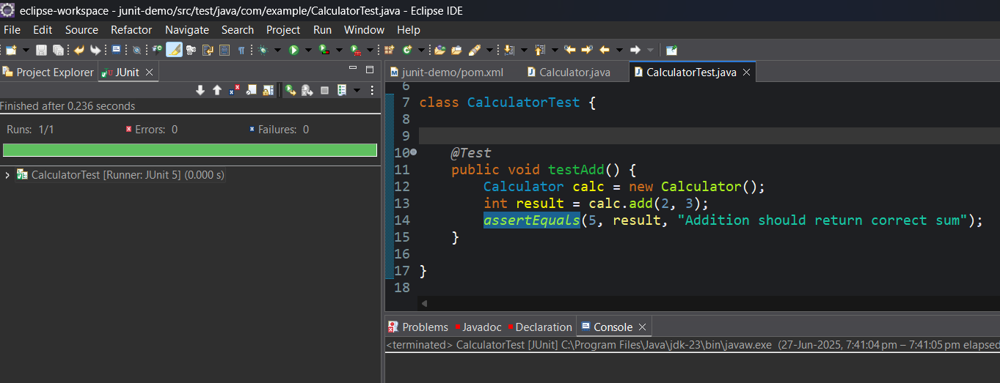 eclipse-workspace - junit-demo/src/test/java/com/example/CalculatorTest.java - Eclipse IDE
File Edit Source Refactor Navigate Search Project Run Window Help
Project Explorer JUnit
Finished after 0.236 seconds
Runs: 1/1 Errors: 0 Failures: 0
CalculatorTest [Runner: JUnit 5] (0.000 s)
junit-demo/pom.xml Calculator.java CalculatorTest.java
6
7 class CalculatorTest {
8
9
10 @Test
11 public void testAdd() {
12 Calculator calc = new Calculator();
13 int result = calc.add(2, 3);
14 assertEquals(5, result, "Addition should return correct sum");
15 }
16
17 }
18
Problems Javadoc Declaration Console
<terminated> CalculatorTest [JUnit] C:\Program Files\Java\jdk-23\bin\javaw.exe (27-Jun-2025, 7:41:04 pm – 7:41:05 pm elapsed